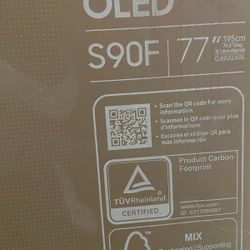 OLED
S90F 77" 195cm
Scan the QR code for more
information
Scannez le code QR pour plus
d'informations
Escanea el código QR para
más información
Product Carbon
Footprint
TÜVRheinland
CERTIFIED
www.tuv.com
MIX